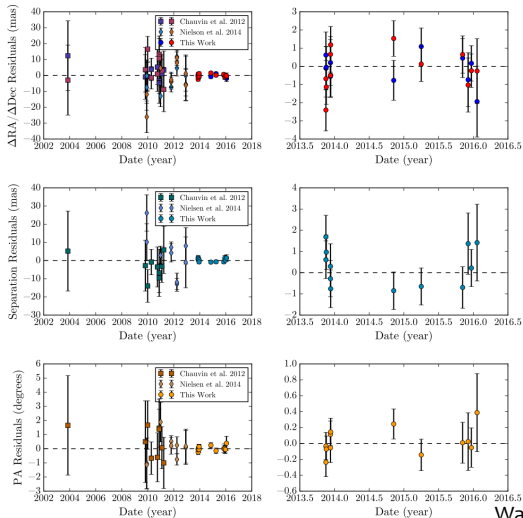 40
30
20
10
0
−10
−20
−30
−40
ΔRA/ΔDec Residuals (mas)
Chauvin et al. 2012
Nielson et al. 2014
This Work
2002 2004 2006 2008 2010 2012 2014 2016 2018
Date (year)
3
2
1
0
−1
−2
−3
−4
2013.5 2014.0 2014.5 2015.0 2015.5 2016.0 2016.5
Date (year)
40
30
20
10
0
−10
−20
−30
Separation Residuals (mas)
Chauvin et al. 2012
Nielsen et al. 2014
This Work
2002 2004 2006 2008 2010 2012 2014 2016 2018
Date (year)
4
3
2
1
0
−1
−2
2013.5 2014.0 2014.5 2015.0 2015.5 2016.0 2016.5
Date (year)
6
5
4
3
2
1
0
−1
−2
−3
PA Residuals (degrees)
Chauvin et al. 2012
Nielsen et al. 2014
This Work
2002 2004 2006 2008 2010 2012 2014 2016 2018
Date (year)
1.0
0.8
0.6
0.4
0.2
0.0
−0.2
−0.4
−0.6
2013.5 2014.0 2014.5 2015.0 2015.5 2016.0 2016.5
Date (year)
Wa